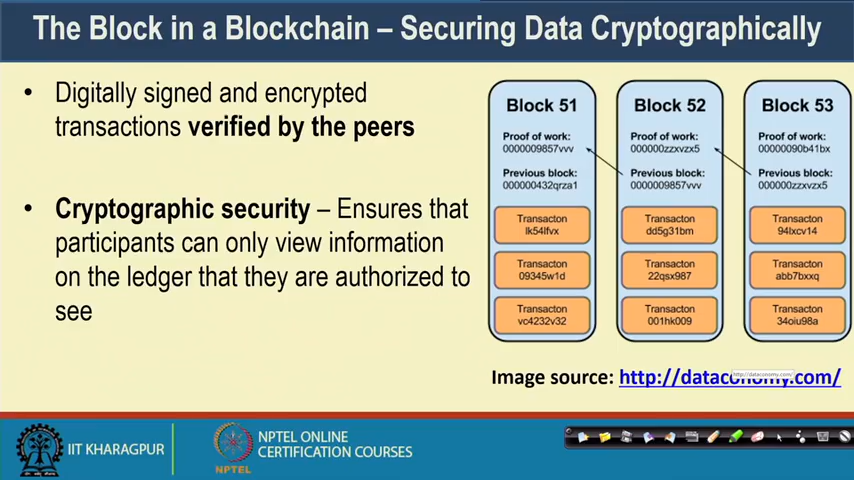 The Block in a Blockchain – Securing Data Cryptographically
• Digitally signed and encrypted
transactions verified by the peers
• Cryptographic security – Ensures that
participants can only view information
on the ledger that they are authorized to
see
Block 51
Proof of work:
0000009857vvv
Previous block:
000000432qrza1
Transacton
lk54lfvx
Transacton
09345w1d
Transacton
vc4232v32
Block 52
Proof of work:
000000zzxvzx5
Previous block:
0000009857vvv
Transacton
dd5g31bm
Transacton
22qsx987
Transacton
001hk009
Block 53
Proof of work:
00000090b41bx
Previous block:
000000zzxvzx5
Transacton
94lxcv14
Transacton
abb7bxxq
Transacton
34oiu98a
Image source: http://dataconomy.com/
http://dataconomy.com/
IIT KHARAGPUR
NPTEL
NPTEL ONLINE
CERTIFICATION COURSES